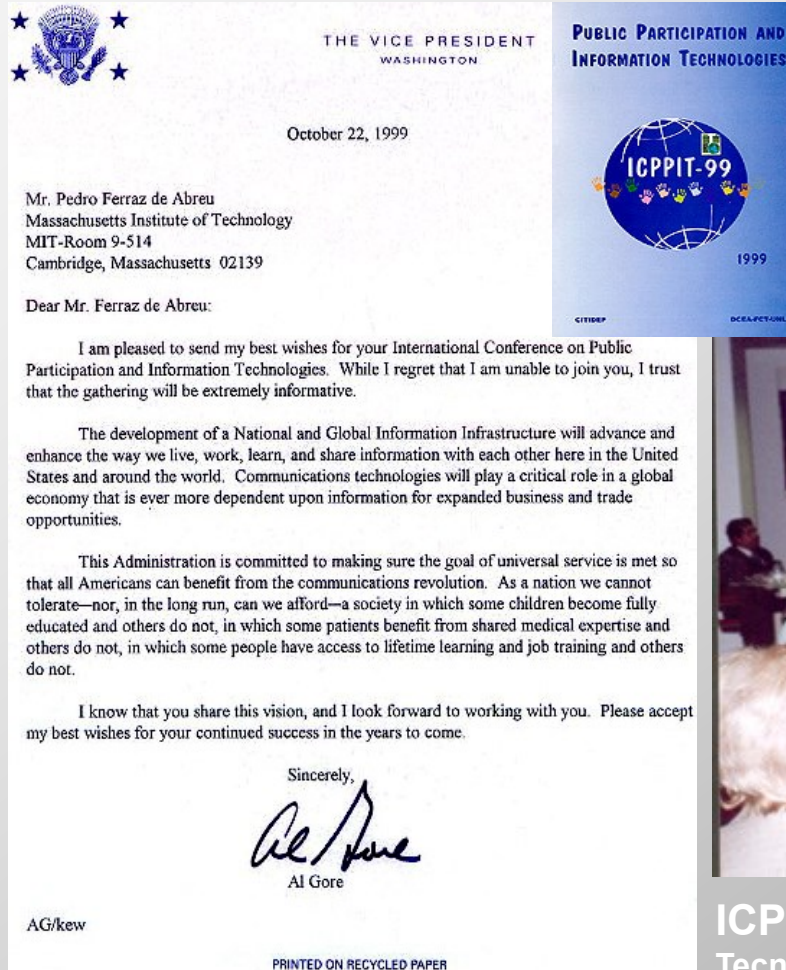 THE VICE PRESIDENT
WASHINGTON
October 22, 1999
Mr. Pedro Ferraz de Abreu
Massachusetts Institute of Technology
MIT-Room 9-514
Cambridge, Massachusetts 02139
Dear Mr. Ferraz de Abreu:
I am pleased to send my best wishes for your International Conference on Public
Participation and Information Technologies. While I regret that I am unable to join you, I trust
that the gathering will be extremely informative.
The development of a National and Global Information Infrastructure will advance and
enhance the way we live, work, learn, and share information with each other here in the United
States and around the world. Communications technologies will play a critical role in a global
economy that is ever more dependent upon information for expanded business and trade
opportunities.
This Administration is committed to making sure the goal of universal service is met so
that all Americans can benefit from the communications revolution. As a nation we cannot
tolerate—nor, in the long run, can we afford—a society in which some children become fully
educated and others do not, in which some patients benefit from shared medical expertise and
others do not, in which some people have access to lifetime learning and job training and others
do not.
I know that you share this vision, and I look forward to working with you. Please accept
my best wishes for your continued success in the years to come.
Sincerely,
Al Gore
Al Gore
AG/kew
PRINTED ON RECYCLED PAPER
PUBLIC PARTICIPATION AND
INFORMATION TECHNOLOGIES
ICPPIT-99
1999
CITIDEP
DCEA-FCT-UNL
ICP
Tecn